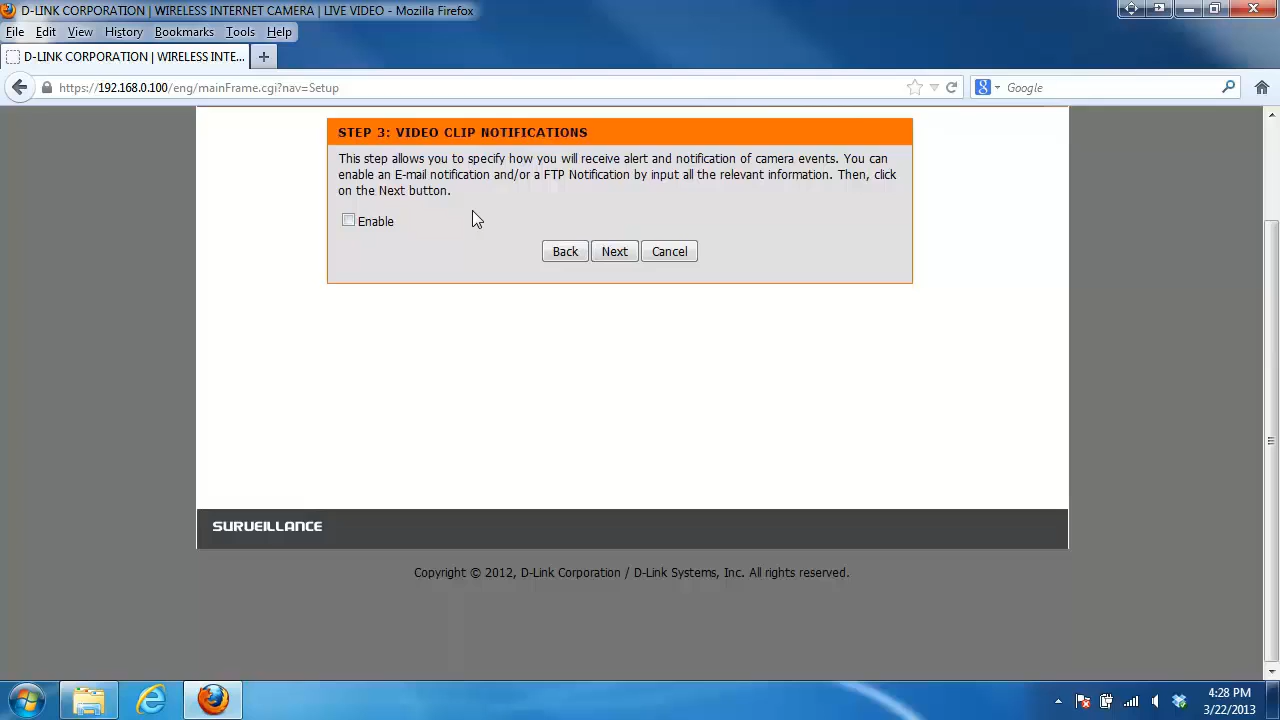 D-LINK CORPORATION | WIRELESS INTERNET CAMERA | LIVE VIDEO - Mozilla Firefox
File Edit View History Bookmarks Tools Help
D-LINK CORPORATION | WIRELESS INTE...
https://192.168.0.100/eng/mainFrame.cgi?nav=Setup
Google
STEP 3: VIDEO CLIP NOTIFICATIONS
This step allows you to specify how you will receive alert and notification of camera events. You can
enable an E-mail notification and/or a FTP Notification by input all the relevant information. Then, click
on the Next button.
Enable
Back Next Cancel
SURVEILLANCE
Copyright © 2012, D-Link Corporation / D-Link Systems, Inc. All rights reserved.
4:28 PM
3/22/2013